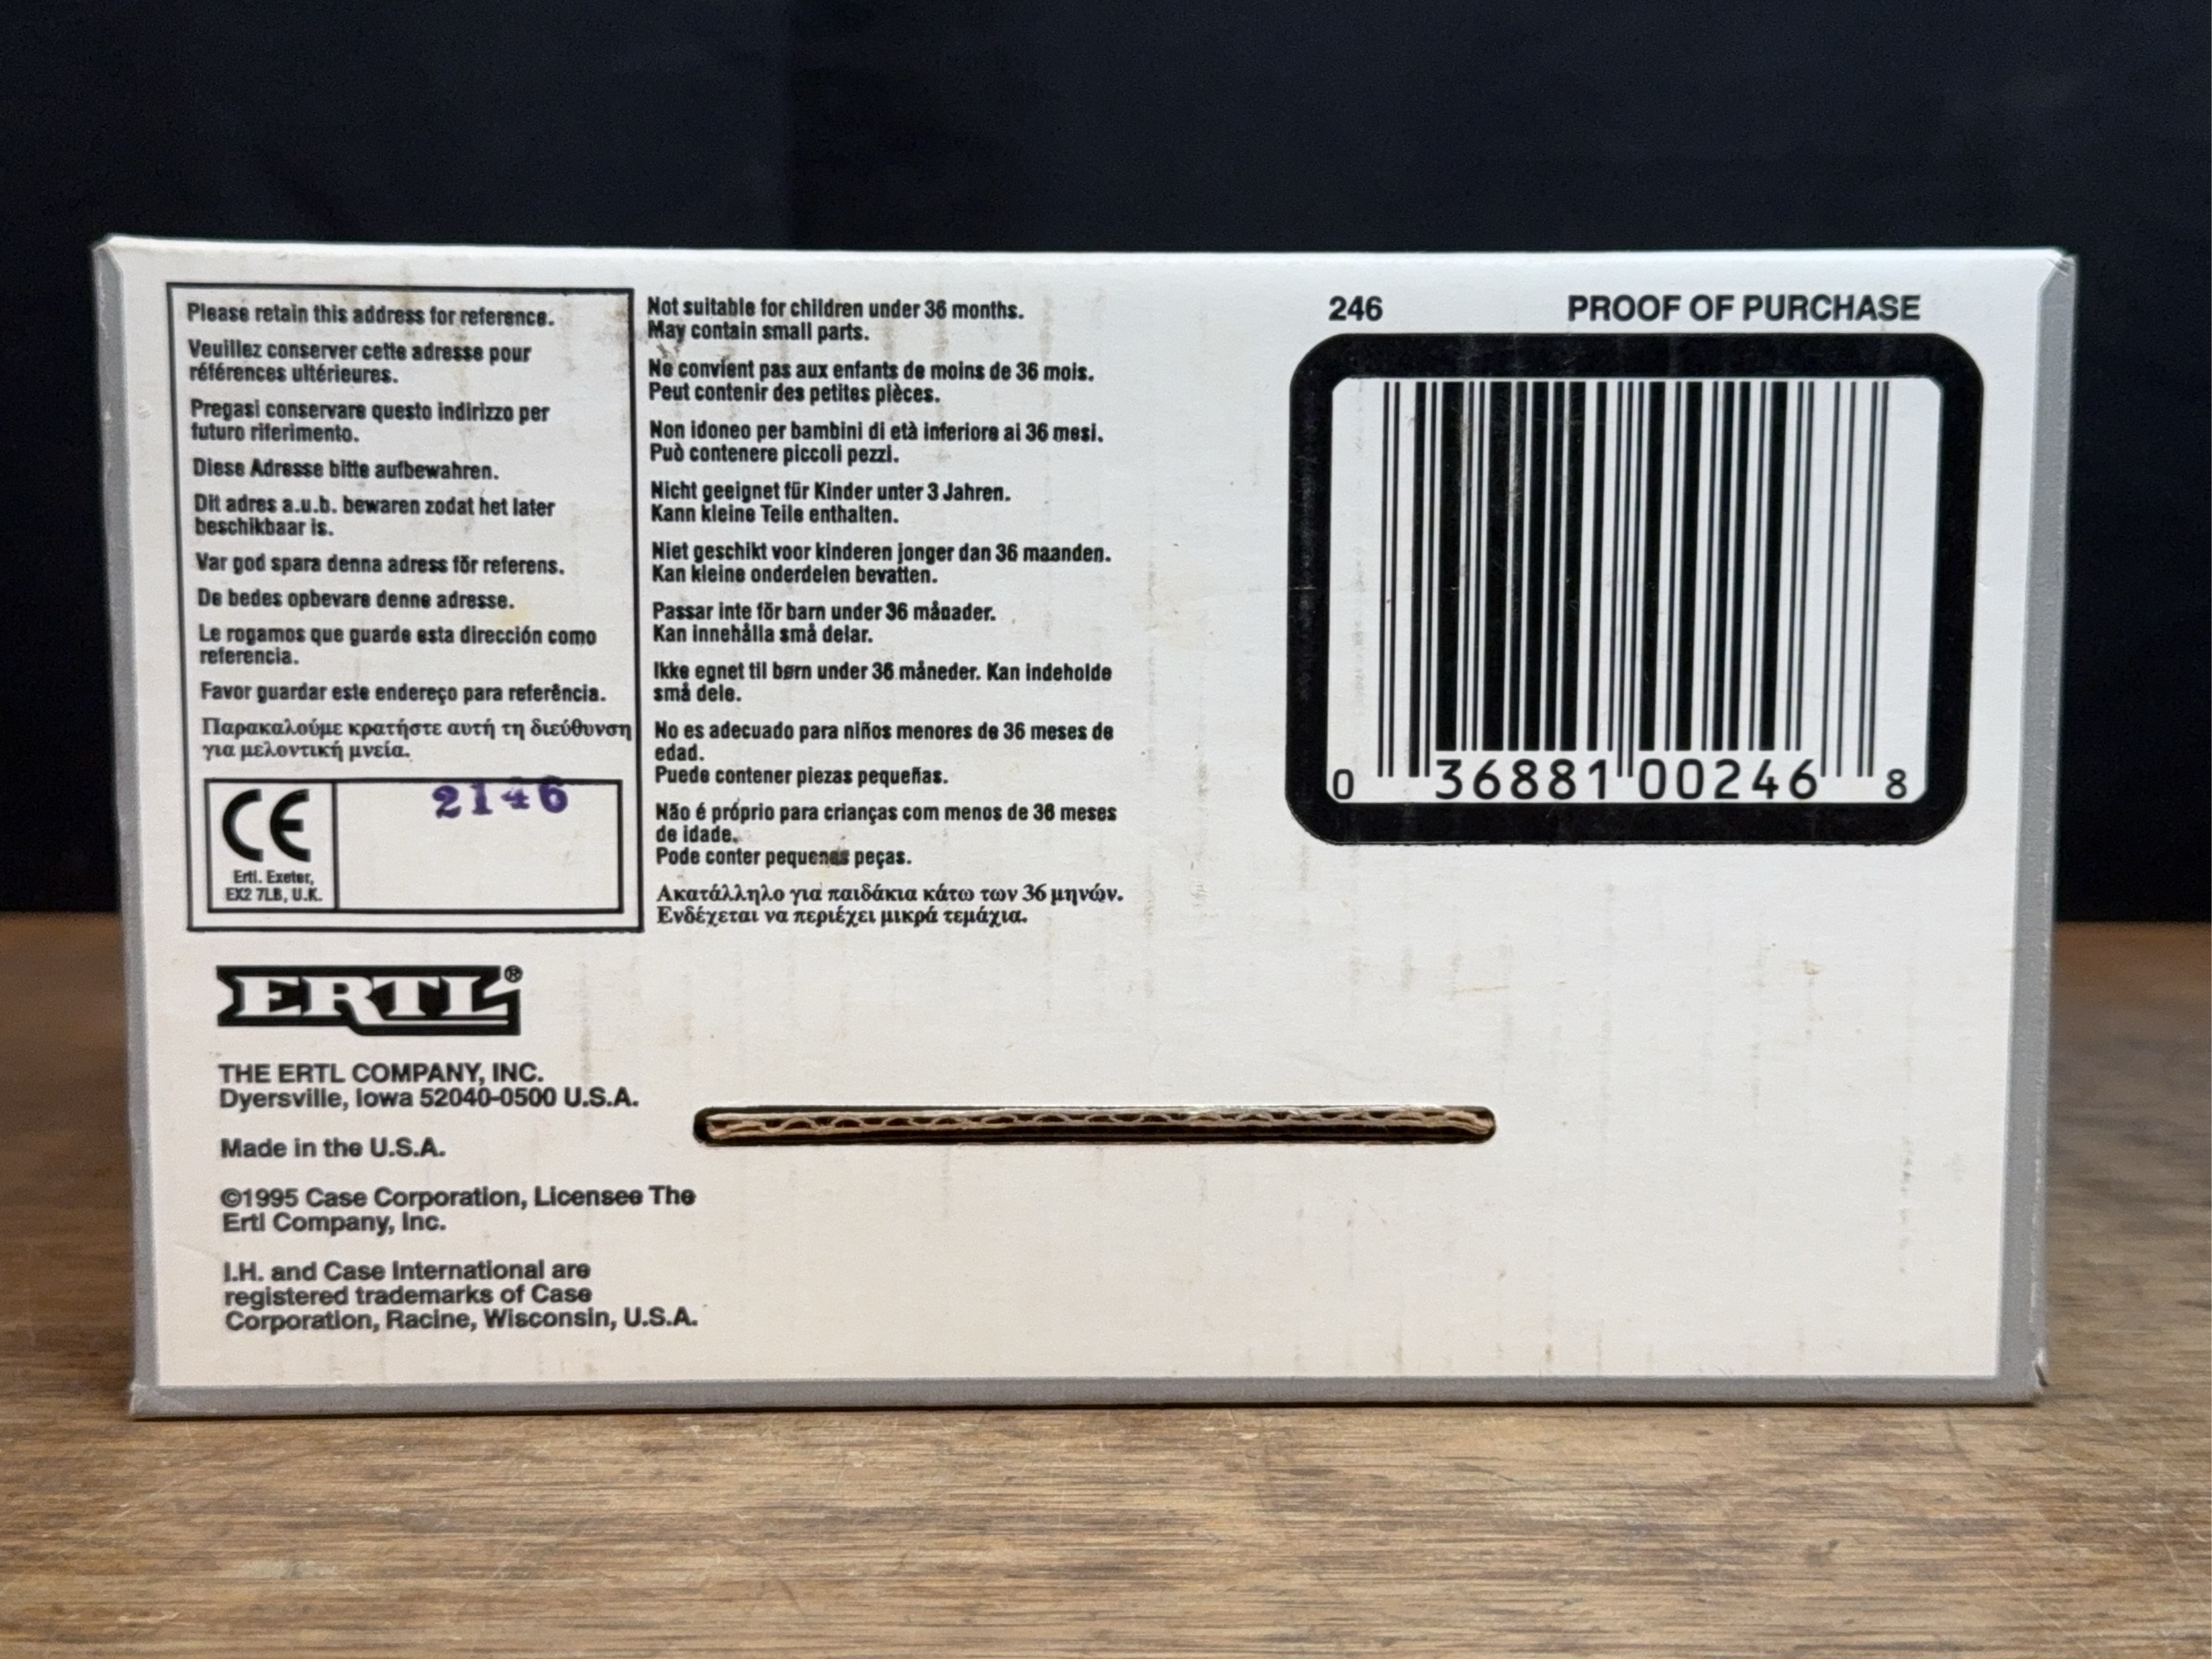 Please retain this address for reference.
Veuillez conserver cette adresse pour
références ultérieures.
Pregasi conservare questo indirizzo per
futuro riferimento.
Diese Adresse bitte aufbewahren.
Dit adres a.u.b. bewaren zodat het later
beschikbaar is.
Var god spara denna adress för referens.
De bedes opbevare denne adresse.
Le rogamos que guarde esta dirección como
referencia.
Favor guardar este endereço para referência.
Παρακαλούμε κρατήστε αυτή τη διεύθυνση
για μελοντική μνεία.
CE
2146
Ertl. Exeter,
EX2 7LB, U.K.
Not suitable for children under 36 months.
May contain small parts.
Ne convient pas aux enfants de moins de 36 mois.
Peut contenir des petites pièces.
Non idoneo per bambini di età inferiore ai 36 mesi.
Può contenere piccoli pezzi.
Nicht geeignet für Kinder unter 3 Jahren.
Kann kleine Teile enthalten.
Niet geschikt voor kinderen jonger dan 36 maanden.
Kan kleine onderdelen bevatten.
Passar inte för barn under 36 månader.
Kan innehålla små delar.
Ikke egnet til børn under 36 måneder. Kan indeholde
små dele.
No es adecuado para niños menores de 36 meses de
edad.
Puede contener piezas pequeñas.
Não é próprio para crianças com menos de 36 meses
de idade.
Pode conter pequenas peças.
Ακατάλληλο για παιδάκια κάτω των 36 μηνών.
Ενδέχεται να περιέχει μικρά τεμάχια.
246 PROOF OF PURCHASE
0 36881 00246 8
ERTL®
THE ERTL COMPANY, INC.
Dyersville, Iowa 52040-0500 U.S.A.
Made in the U.S.A.
©1995 Case Corporation, Licensee The
Ertl Company, Inc.
I.H. and Case International are
registered trademarks of Case
Corporation, Racine, Wisconsin, U.S.A.